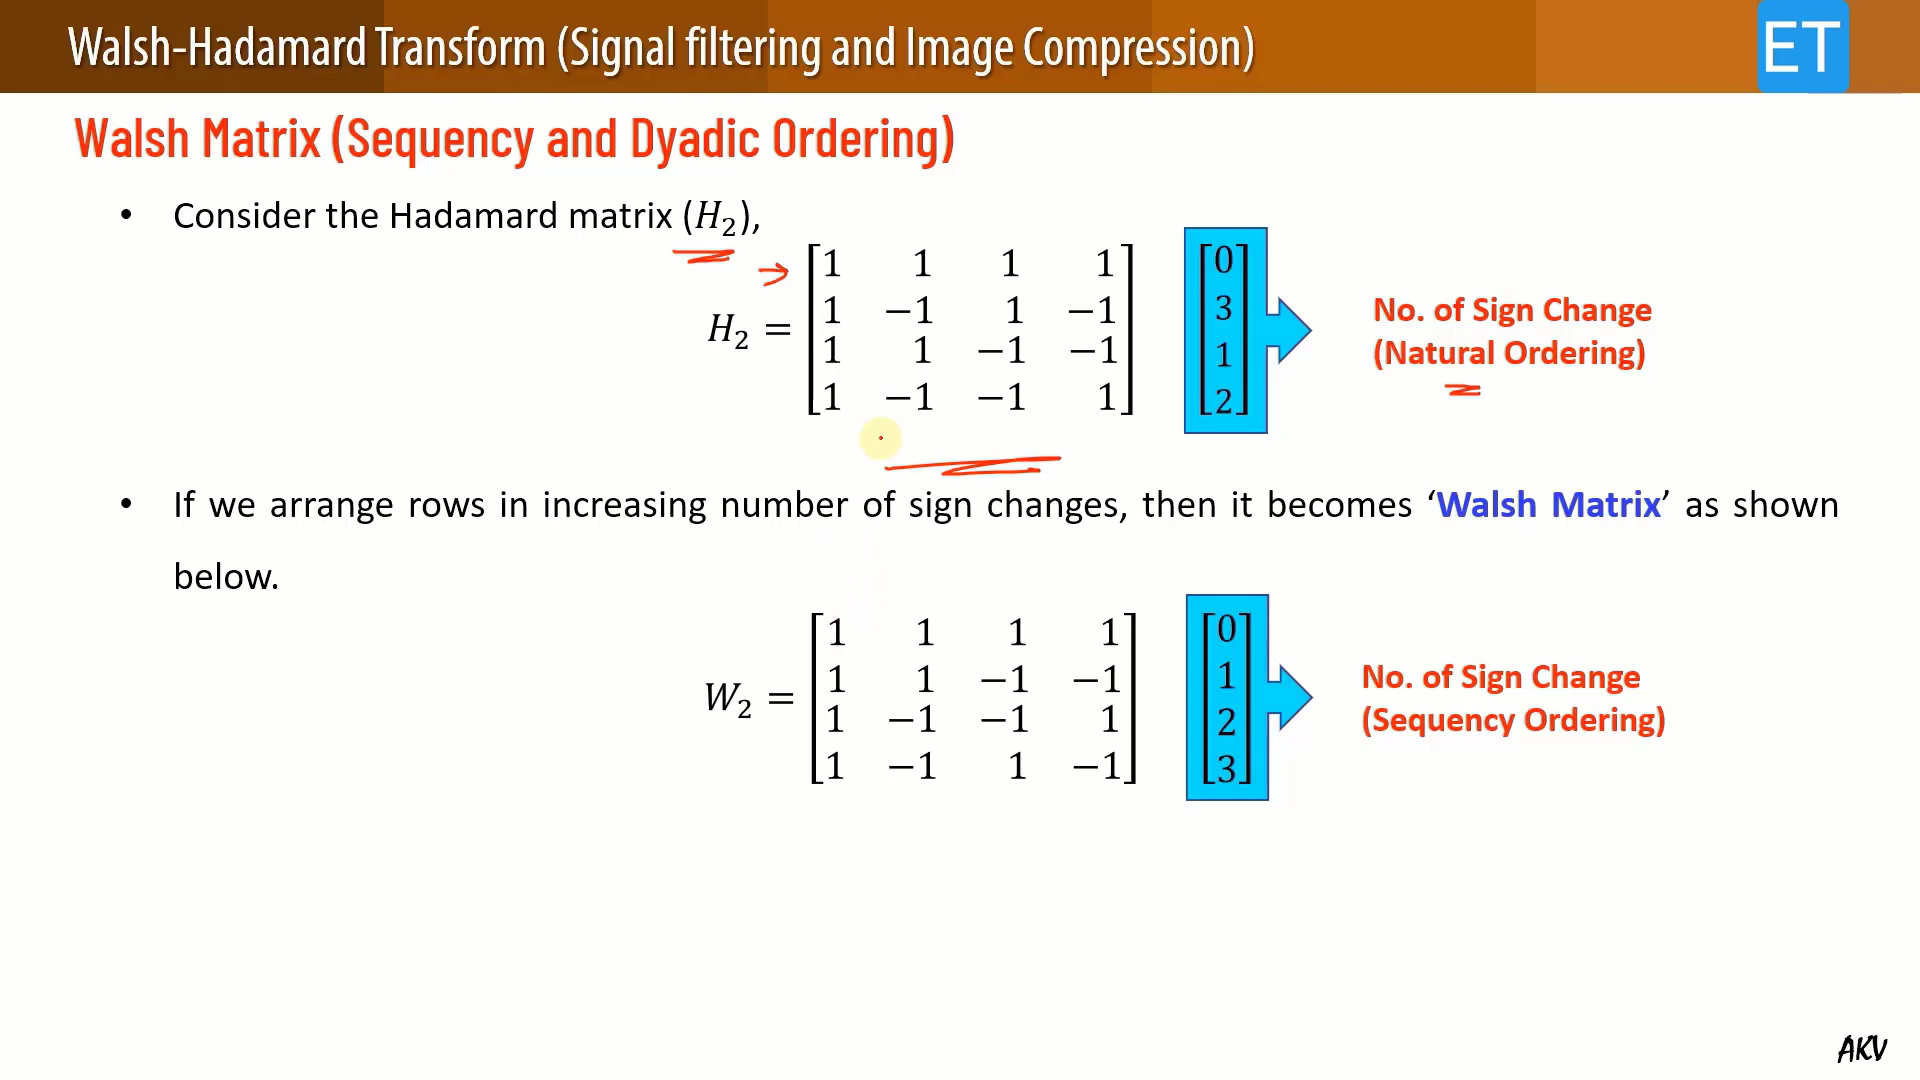 Walsh-Hadamard Transform (Signal filtering and Image Compression)
ET
Walsh Matrix (Sequency and Dyadic Ordering)
• Consider the Hadamard matrix (H₂),
H₂ = [1 1 1 1
1 −1 1 −1
1 1 −1 −1
1 −1 −1 1]
[0
3
1
2]
No. of Sign Change
(Natural Ordering)
• If we arrange rows in increasing number of sign changes, then it becomes ‘Walsh Matrix’ as shown
below.
W₂ = [1 1 1 1
1 1 −1 −1
1 −1 −1 1
1 −1 1 −1]
[0
1
2
3]
No. of Sign Change
(Sequency Ordering)
AKV